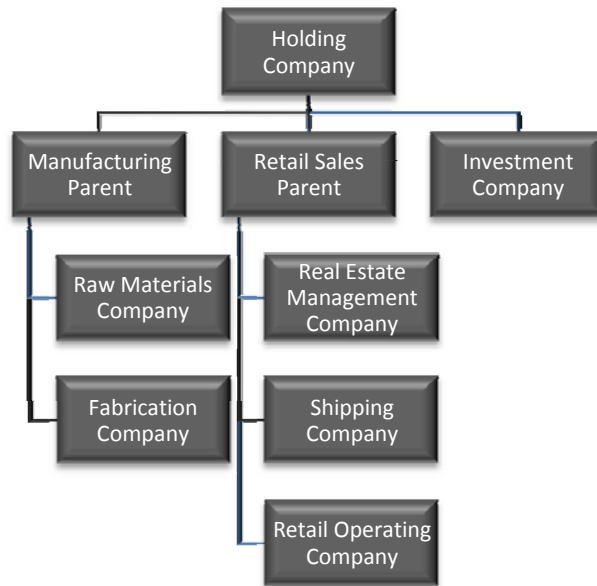 Holding
Company
Manufacturing
Parent
Retail Sales
Parent
Investment
Company
Raw Materials
Company
Fabrication
Company
Real Estate
Management
Company
Shipping
Company
Retail Operating
Company